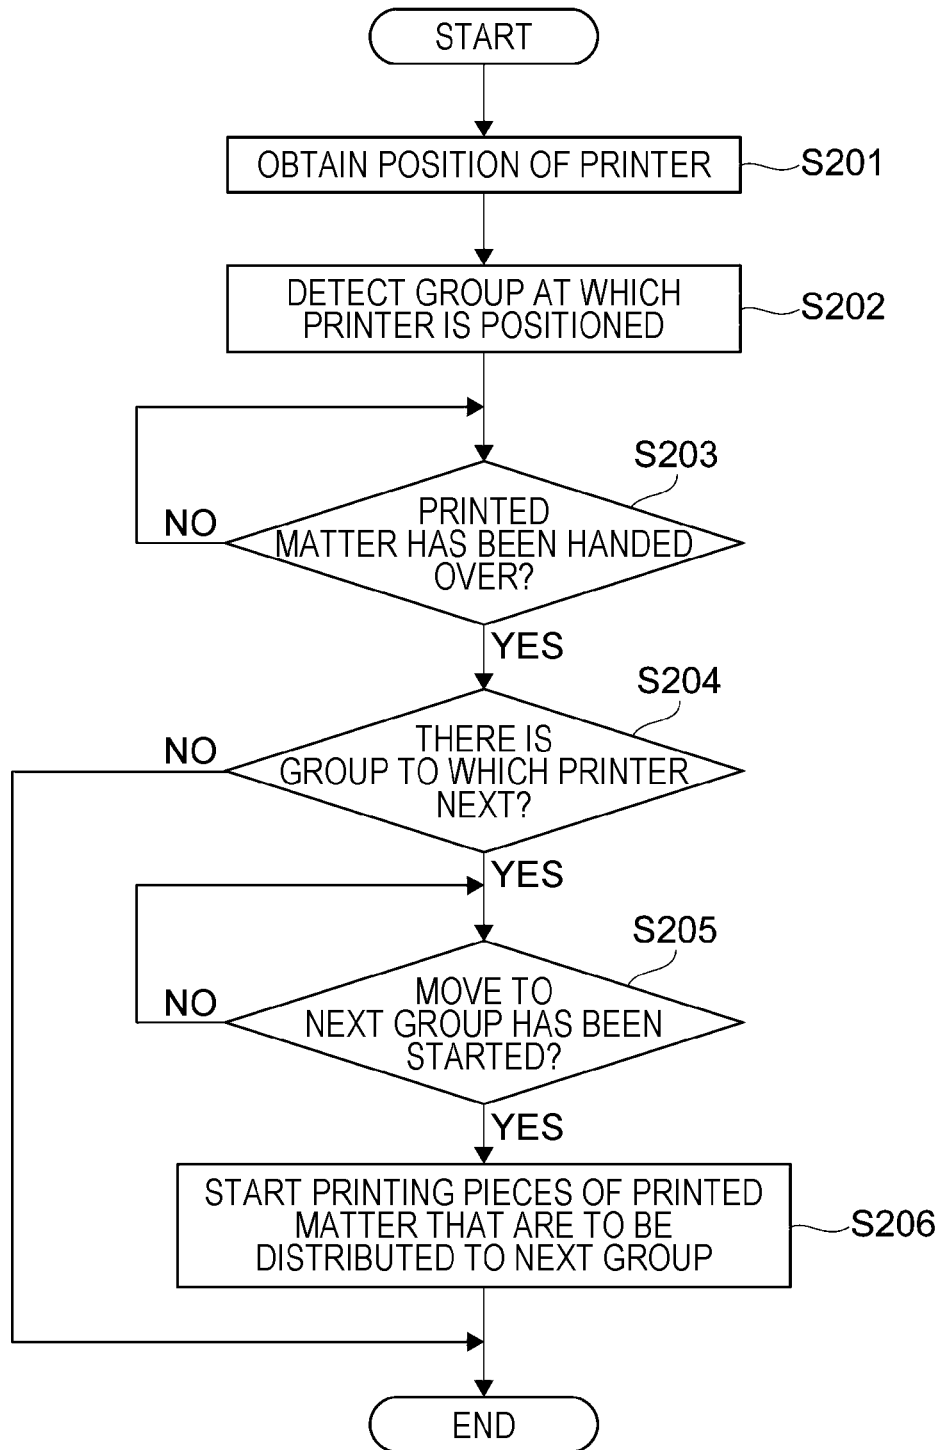 START
OBTAIN POSITION OF PRINTER
S201
DETECT GROUP AT WHICH
PRINTER IS POSITIONED
S202
S203
PRINTED
MATTER HAS BEEN HANDED
OVER?
NO
YES
S204
THERE IS
GROUP TO WHICH PRINTER
NEXT?
NO
YES
S205
MOVE TO
NEXT GROUP HAS BEEN
STARTED?
NO
YES
START PRINTING PIECES OF PRINTED
MATTER THAT ARE TO BE
DISTRIBUTED TO NEXT GROUP
S206
END